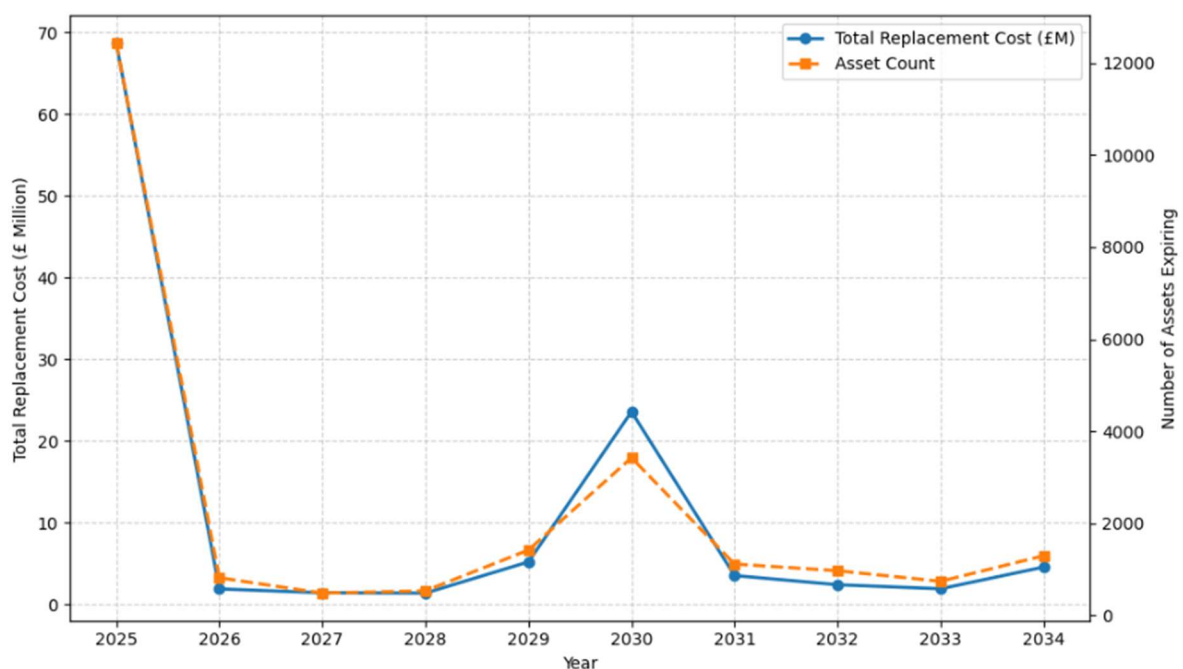 Total Replacement Cost (£M)
Asset Count
Total Replacement Cost (£ Million)
70
60
50
40
30
20
10
0
12000
10000
8000
6000
4000
2000
0
Number of Assets Expiring
2025 2026 2027 2028 2029 2030 2031 2032 2033 2034
Year